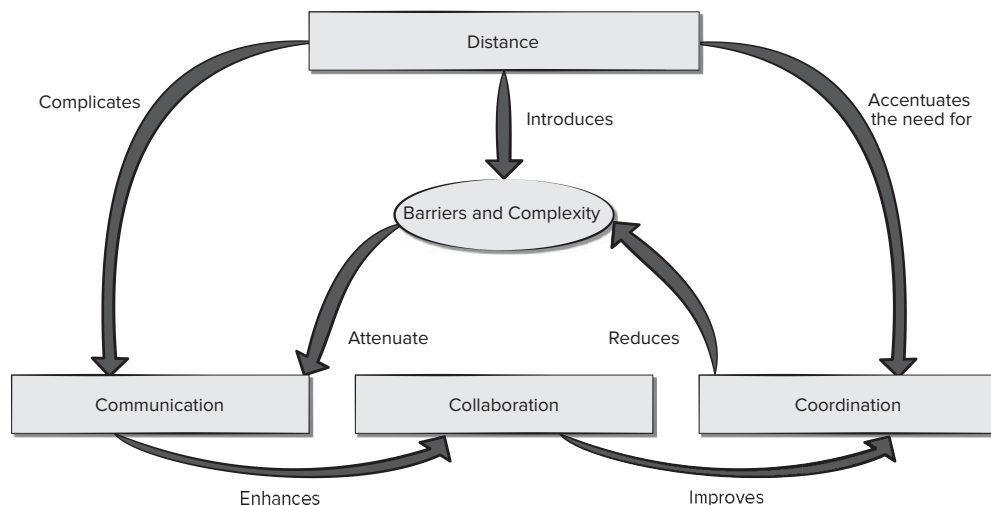 Distance
Complicates
Introduces
Accentuates
the need for
Barriers and Complexity
Attenuate
Reduces
Communication
Collaboration
Coordination
Enhances
Improves